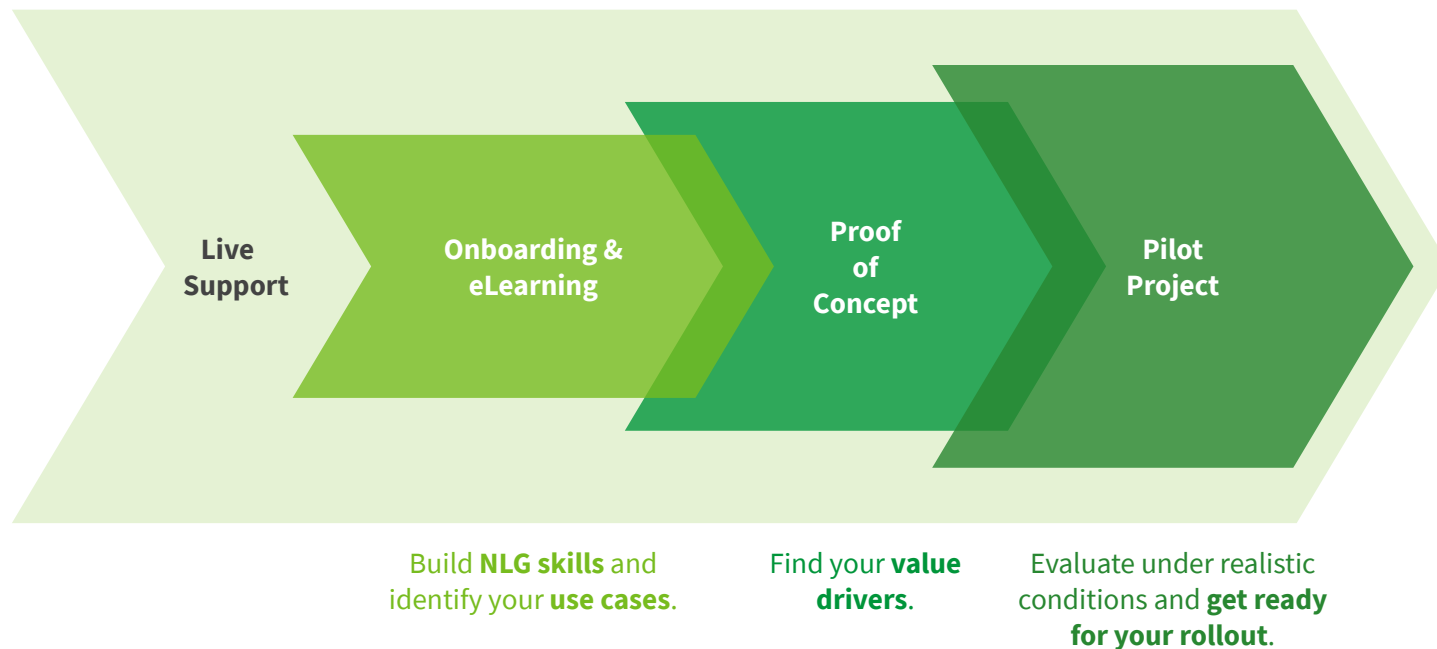 Live
Support
Onboarding &
eLearning
Proof
of
Concept
Pilot
Project
Build NLG skills and
identify your use cases.
Find your value
drivers.
Evaluate under realistic
conditions and get ready
for your rollout.